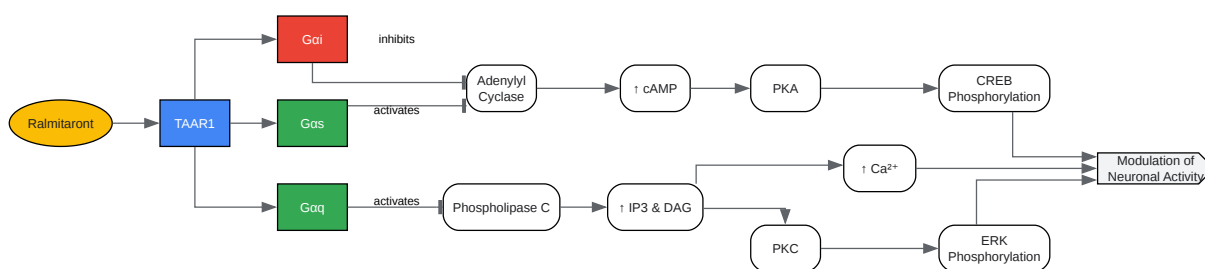 Gαi
inhibits
Adenylyl
Cyclase
↑ cAMP
PKA
CREB
Phosphorylation
Ralmitaront
TAAR1
Gαs
activates
↑ Ca²⁺
Modulation of
Neuronal Activity
Gαq
activates
Phospholipase C
↑ IP3 & DAG
PKC
ERK
Phosphorylation